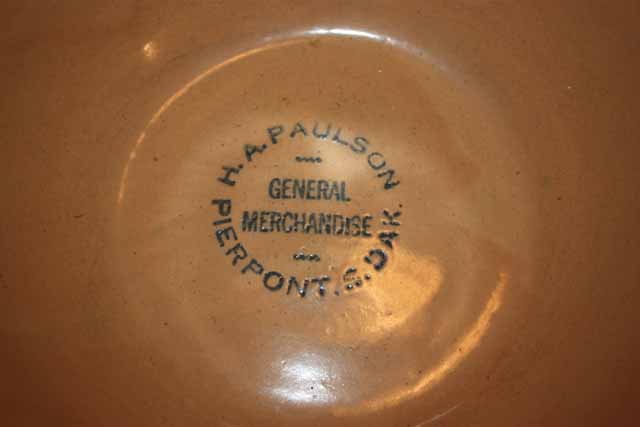 H. A. PAULSON
GENERAL
MERCHANDISE
PIERPONT. S. DAK.